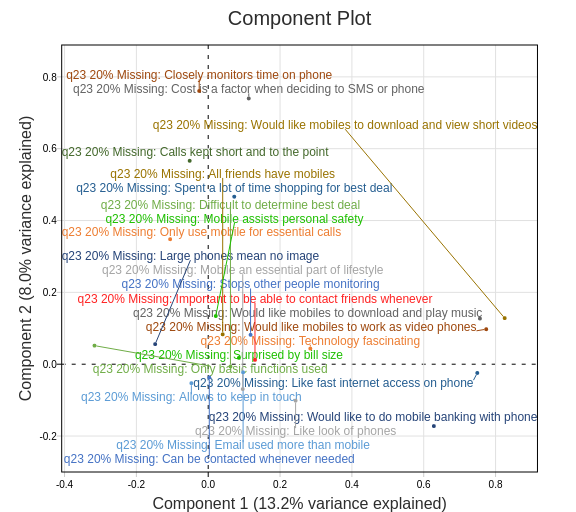 Component Plot
Component 2 (8.0% variance explained)
0.8
0.6
0.4
0.2
0.0
-0.2
q23 20% Missing: Closely monitors time on phone
q23 20% Missing: Cost is a factor when deciding to SMS or phone
q23 20% Missing: Would like mobiles to download and view short videos
q23 20% Missing: Calls kept short and to the point
q23 20% Missing: All friends have mobiles
q23 20% Missing: Spent a lot of time shopping for best deal
q23 20% Missing: Difficult to determine best deal
q23 20% Missing: Mobile assists personal safety
q23 20% Missing: Only use mobile for essential calls
q23 20% Missing: Large phones mean no image
q23 20% Missing: Mobile an essential part of lifestyle
q23 20% Missing: Stops other people monitoring
q23 20% Missing: Important to be able to contact friends whenever
q23 20% Missing: Would like mobiles to download and play music
q23 20% Missing: Would like mobiles to work as video phones
q23 20% Missing: Technology fascinating
q23 20% Missing: Surprised by bill size
q23 20% Missing: Only basic functions used
q23 20% Missing: Like fast internet access on phone
q23 20% Missing: Allows to keep in touch
q23 20% Missing: Would like to do mobile banking with phone
q23 20% Missing: Like look of phones
q23 20% Missing: Email used more than mobile
q23 20% Missing: Can be contacted whenever needed
-0.4
-0.2
0.0
0.2
0.4
0.6
0.8
Component 1 (13.2% variance explained)